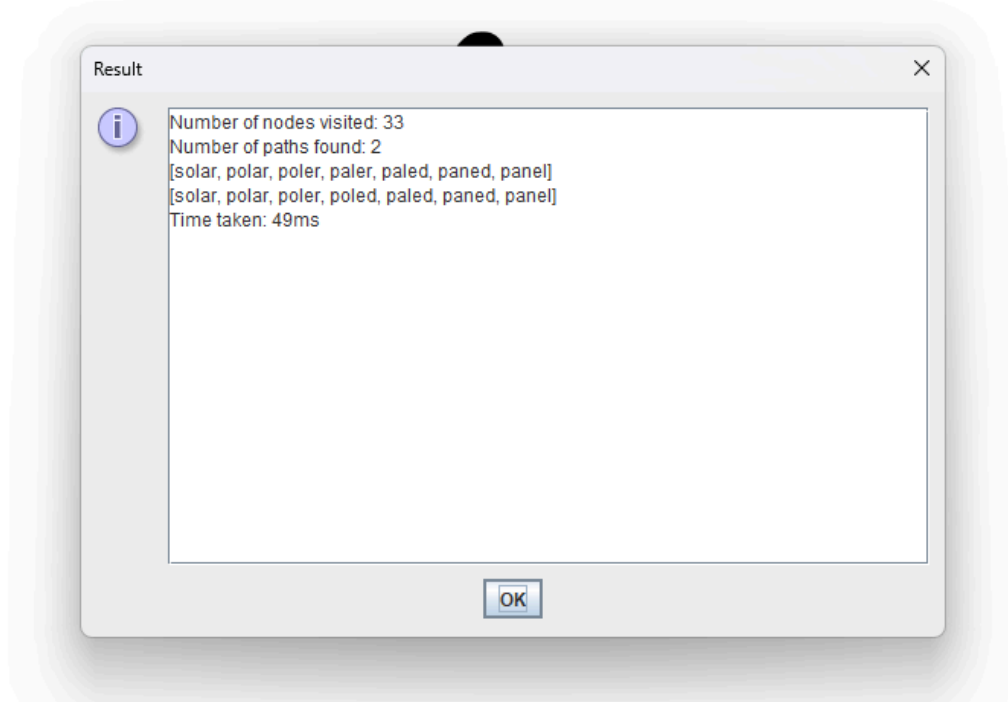 Result
Number of nodes visited: 33
Number of paths found: 2
[solar, polar, poler, paler, paled, paned, panel]
[solar, polar, poler, poled, paled, paned, panel]
Time taken: 49ms
OK